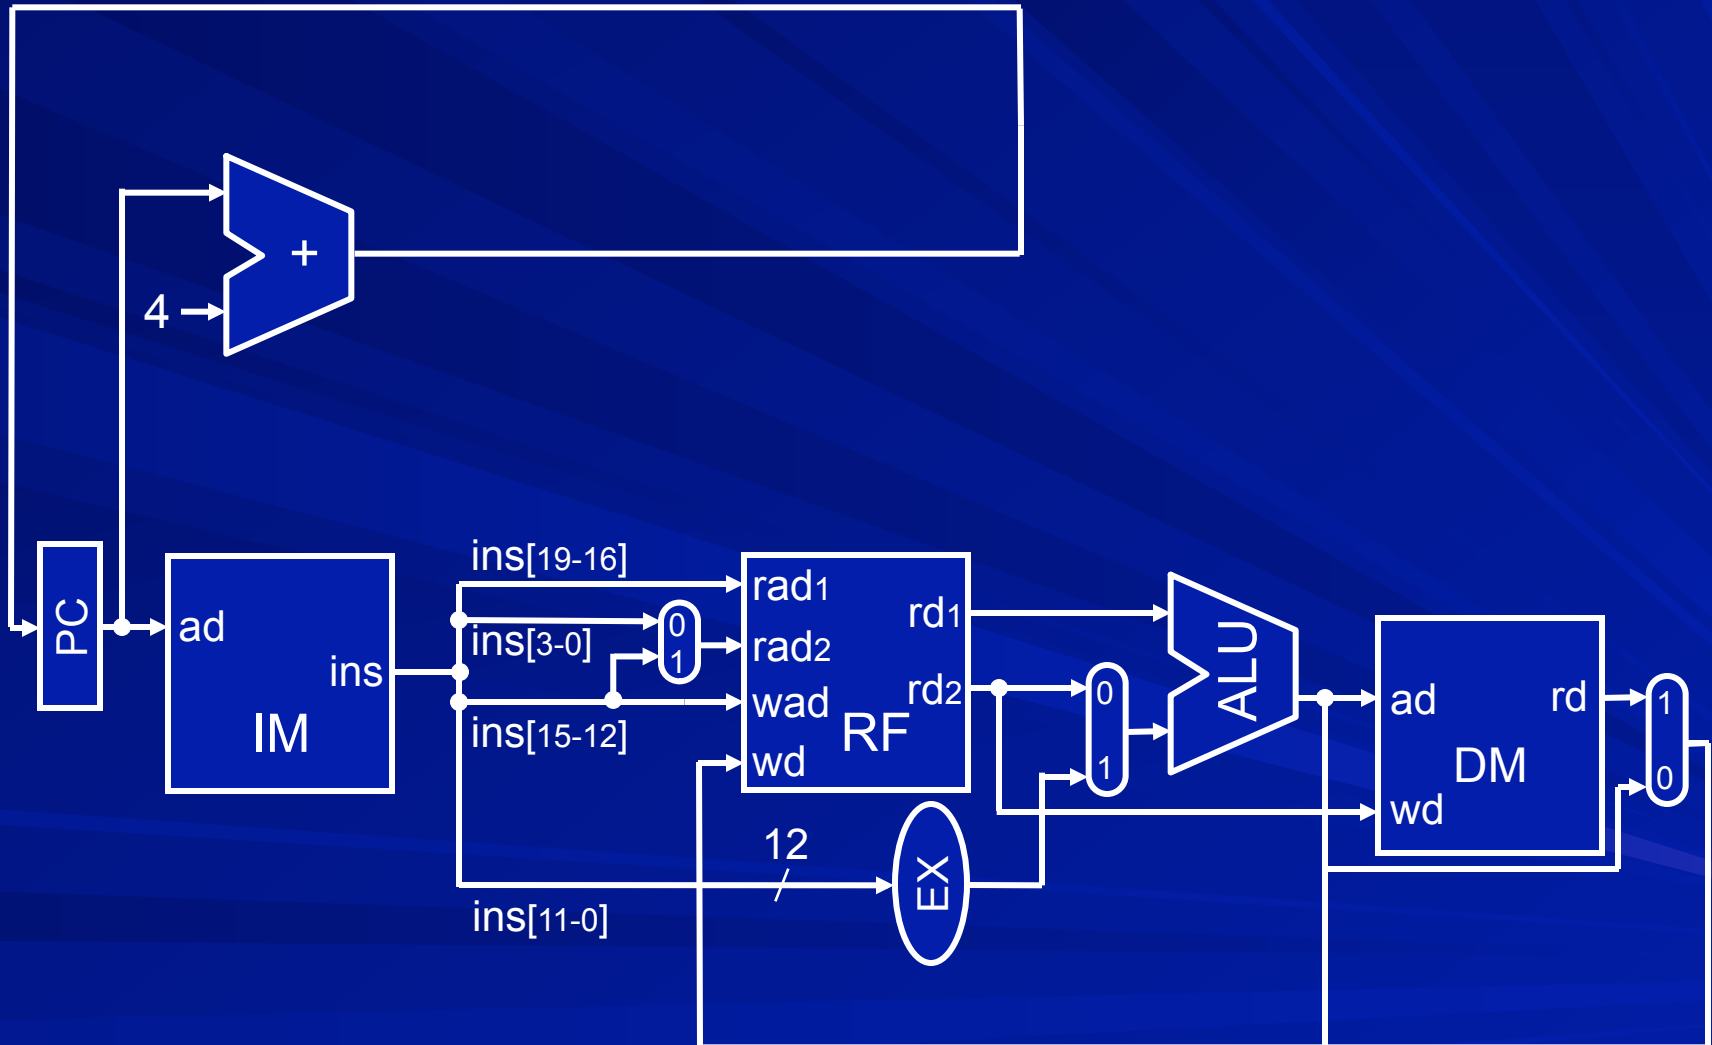 +
4
PC
ad
ins
IM
ins[19-16]
ins[3-0]
ins[15-12]
ins[11-0]
0
1
rad1
rad2
wad
wd
rd1
rd2
RF
12
EX
0
1
ALU
ad
wd
rd
DM
1
0